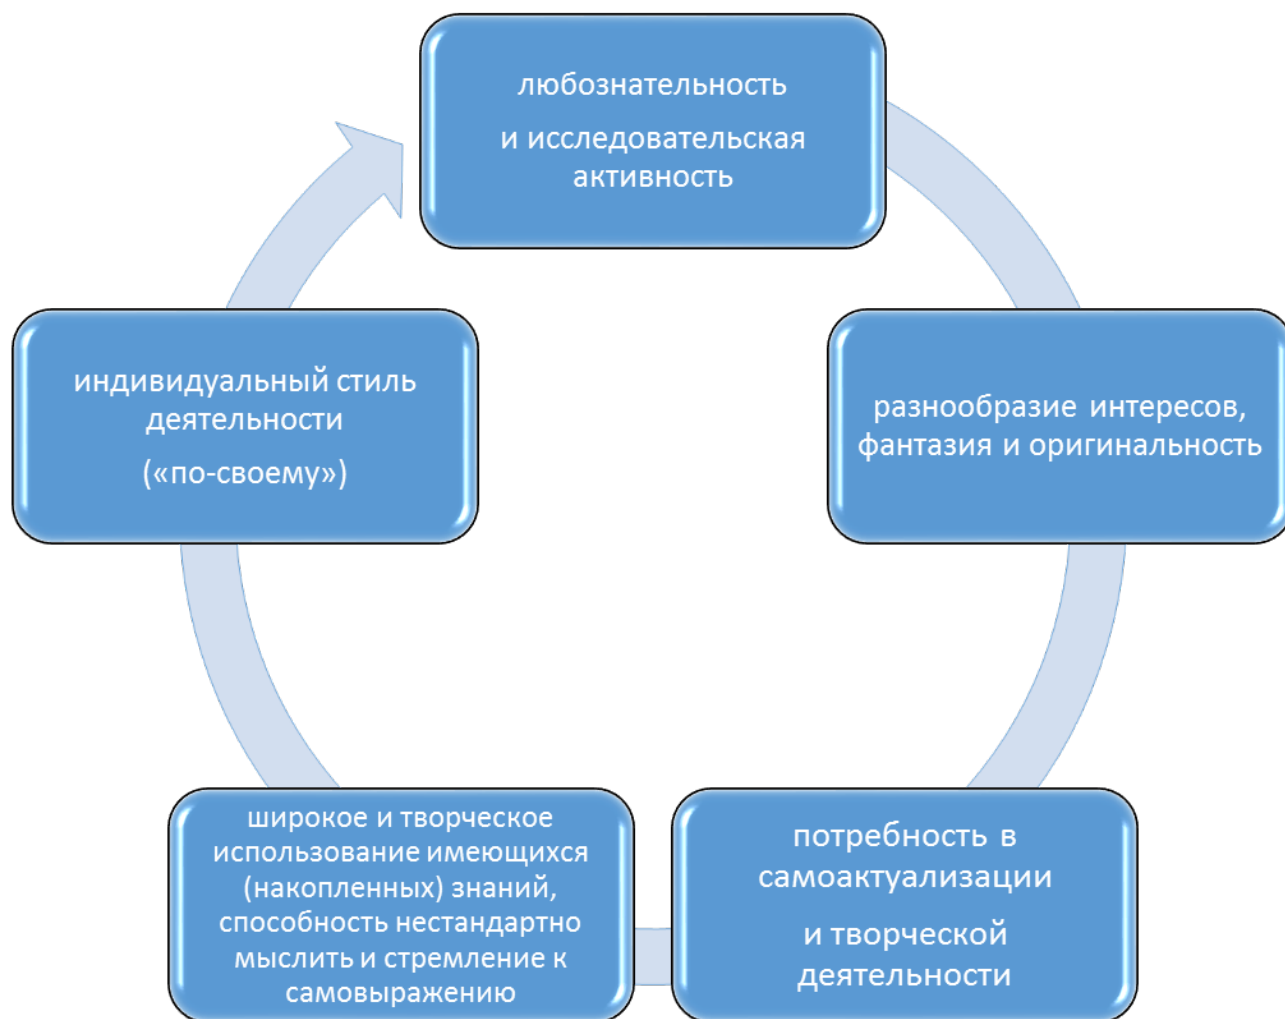 любознательность
и исследовательская
активность
разнообразие интересов,
фантазия и оригинальность
потребность в
самоактуализации
и творческой
деятельности
широкое и творческое
использование имеющихся
(накопленных) знаний,
способность нестандартно
мыслить и стремление к
самовыражению
индивидуальный стиль
деятельности
(«по-своему»)